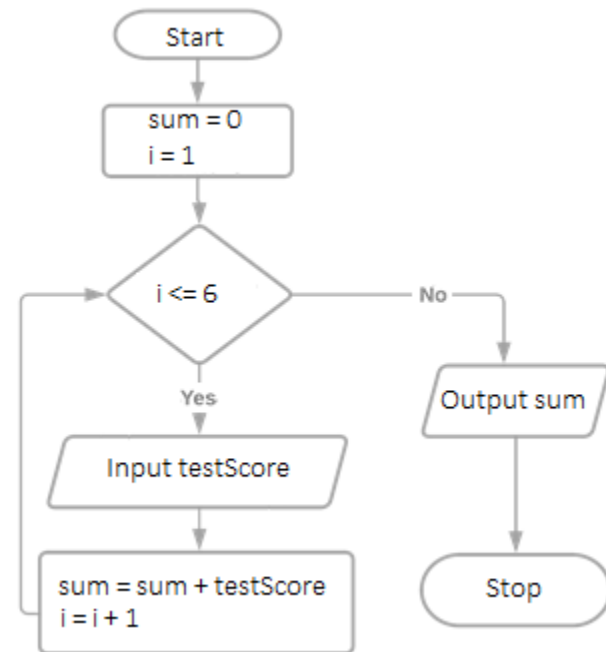 Start
sum = 0
i = 1
i <= 6
No
Yes
Output sum
Input testScore
sum = sum + testScore
i = i + 1
Stop